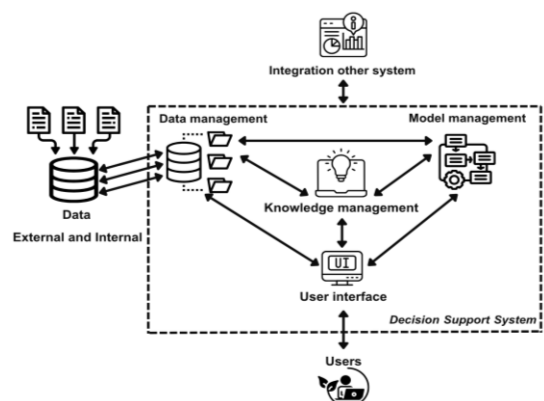 Integration other system
Data management
Model management
Data
External and Internal
Knowledge management
UI
User interface
Decision Support System
Users